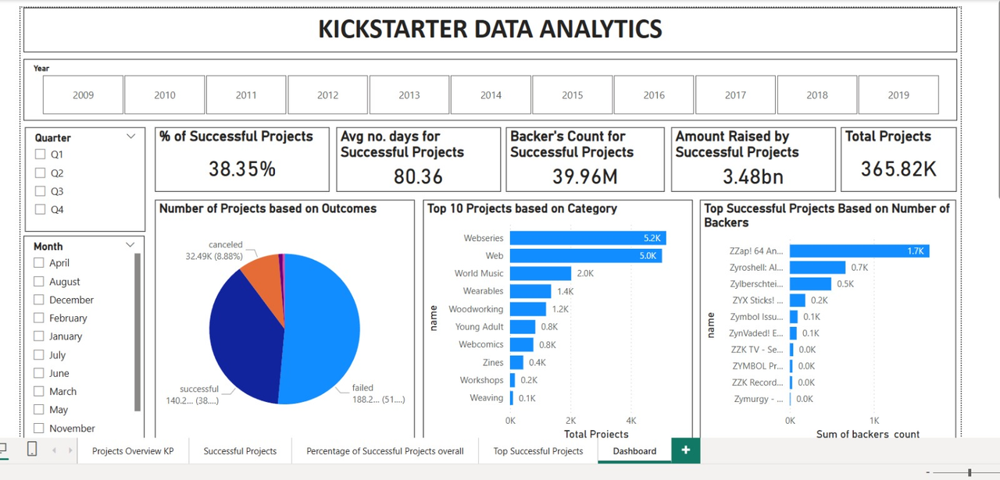 KICKSTARTER DATA ANALYTICS
Year
2009
2010
2011
2012
2013
2014
2015
2016
2017
2018
2019
Quarter
Q1
Q2
Q3
Q4
Month
April
August
December
February
January
July
June
March
May
November
% of Successful Projects
38.35%
Avg no. days for
Successful Projects
80.36
Backer's Count for
Successful Projects
39.96M
Amount Raised by
Successful Projects
3.48bn
Total Projects
365.82K
Number of Projects based on Outcomes
canceled
32.49K (8.88%)
successful
140.2... (38....)
failed
188.2... (51....)
Top 10 Projects based on Category
name
Webseries 5.2K
Web 5.0K
World Music 2.0K
Wearables 1.4K
Woodworking 1.2K
Young Adult 0.8K
Webcomics 0.8K
Zines 0.4K
Workshops 0.2K
Weaving 0.1K
0K 2K 4K
Total Projects
Top Successful Projects Based on Number of
Backers
name
ZZap! 64 An... 1.7K
Zyroshell: Al... 0.7K
Zylberschtei... 0.5K
ZYX Sticks! ... 0.2K
Zymbol Issu... 0.1K
ZynVaded! E... 0.1K
ZZK TV - Se... 0.0K
ZYMBOL Pr... 0.0K
ZZK Record... 0.0K
Zymurgy - ... 0.0K
0K 1K
Sum of backers_count
Projects Overview KP
Successful Projects
Percentage of Successful Projects overall
Top Successful Projects
Dashboard
+